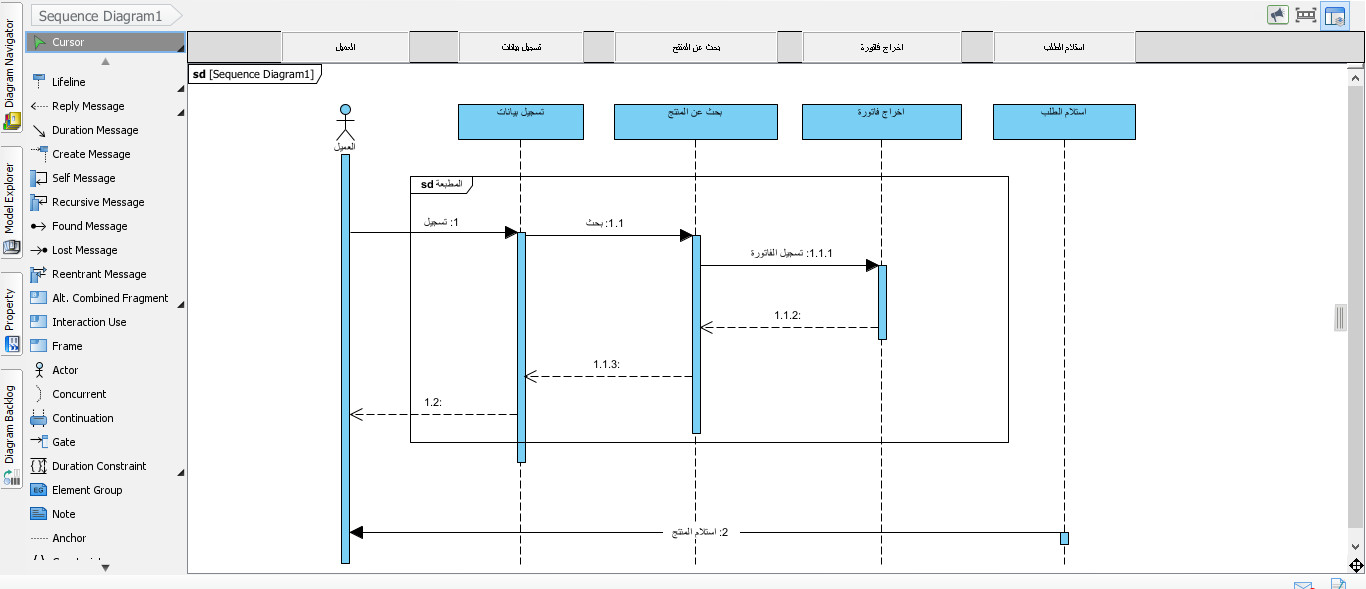 Sequence Diagram1
Diagram Navigator
Model Explorer
Property
Diagram Backlog
Cursor
Lifeline
Reply Message
Duration Message
Create Message
Self Message
Recursive Message
Found Message
Lost Message
Reentrant Message
Alt. Combined Fragment
Interaction Use
Frame
Actor
Concurrent
Continuation
Gate
Duration Constraint
Element Group
Note
Anchor
العميل
تسجيل بيانات
بحث عن المنتج
اخراج فاتورة
استلام الطلب
sd [Sequence Diagram1]
العميل
تسجيل بيانات
بحث عن المنتج
اخراج فاتورة
استلام الطلب
sd المطبعة
1: تسجيل
1.1: بحث
1.1.1: تسجيل الفاتورة
1.1.2:
1.1.3:
1.2:
2: استلام المنتج
EG